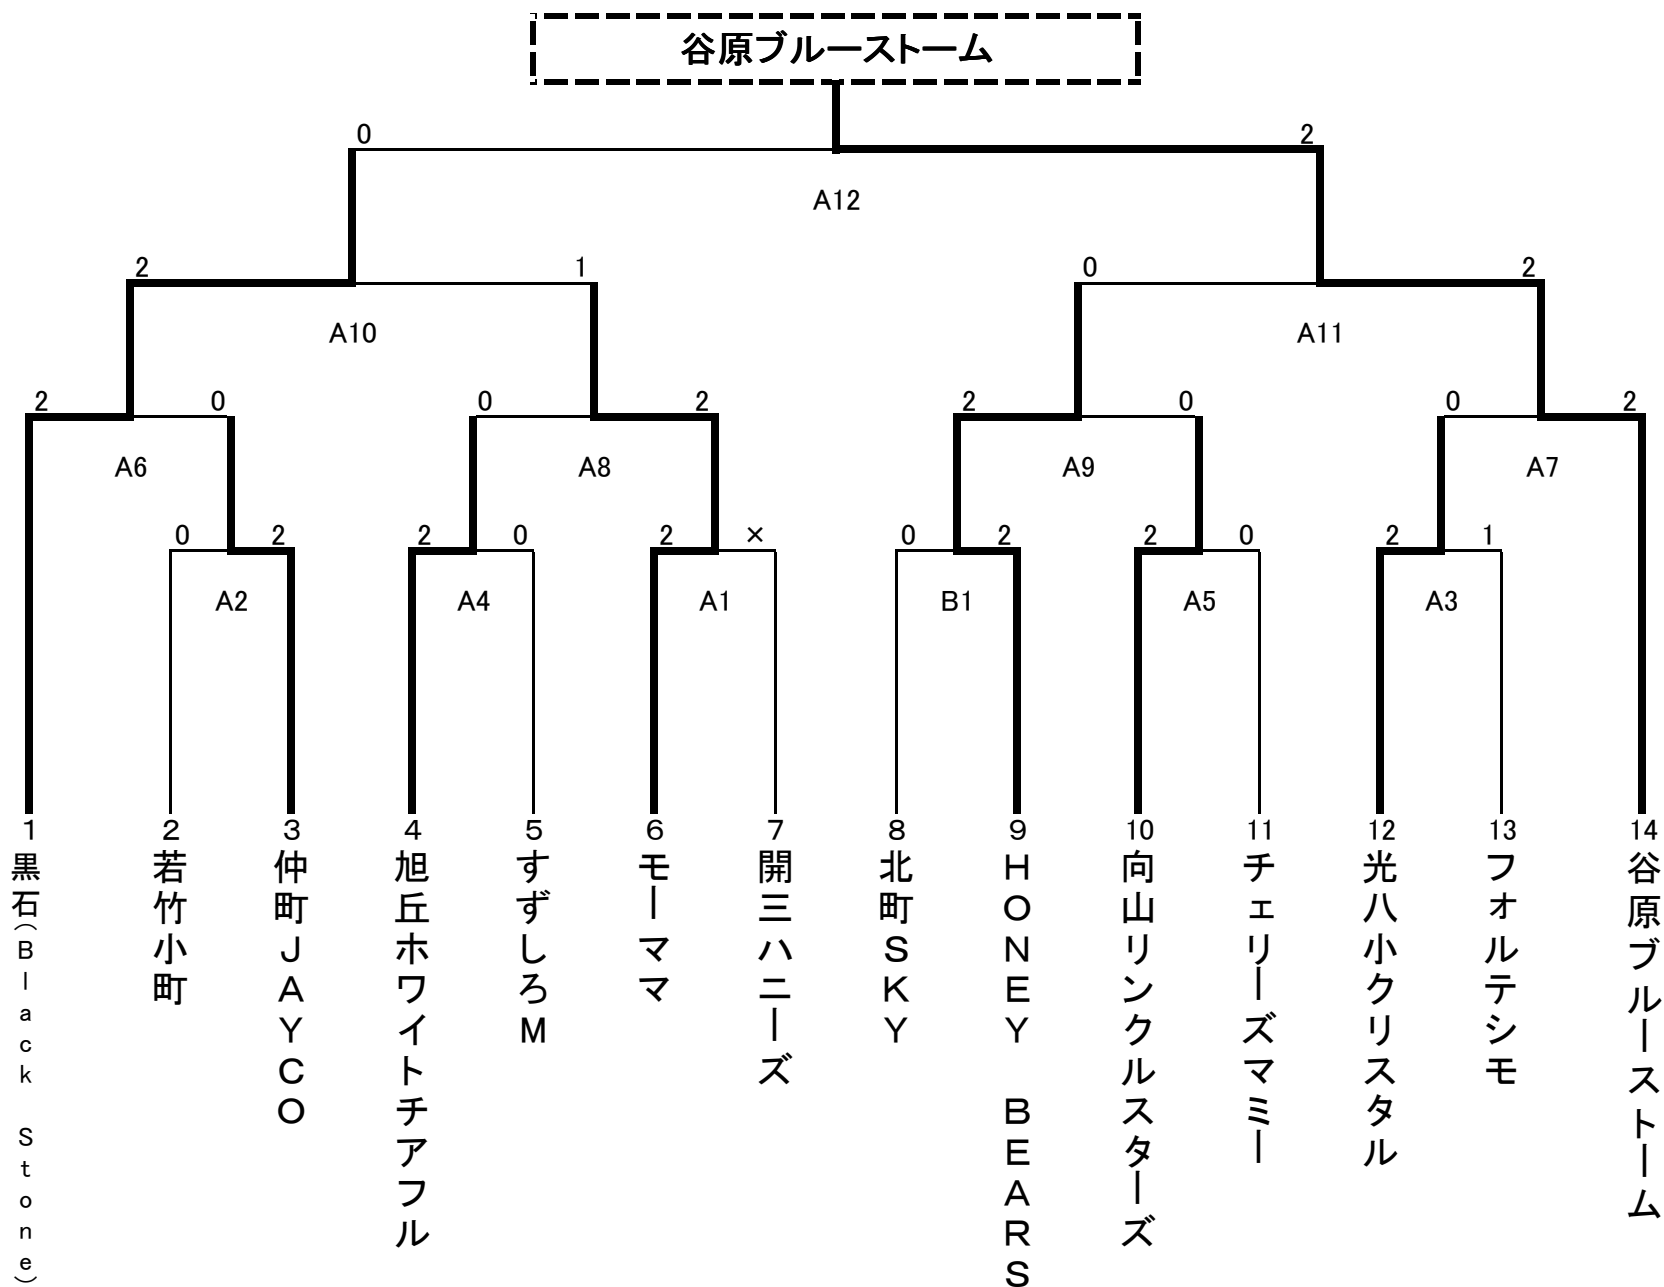 谷原ブルーストーム
0 2
A12
2 1 0 2
A10 A11
2 0 0 2 2 0 0 2
A6 A8 A9 A7
0 2 2 0 2 × 0 2 2 0 2 1
A2 A4 A1 B1 A5 A3
1 2 3 4 5 6 7 8 9 10 11 12 13 14
黒石(Black Stone)
若竹小町
仲町JAYCO
旭丘ホワイトチアフル
すずしろM
モーママ
開三ハニーズ
北町SKY
HONEY BEARS
向山リンクルスターズ
チェリーズマミー
光八小クリスタル
フォルテシモ
谷原ブルーストーム